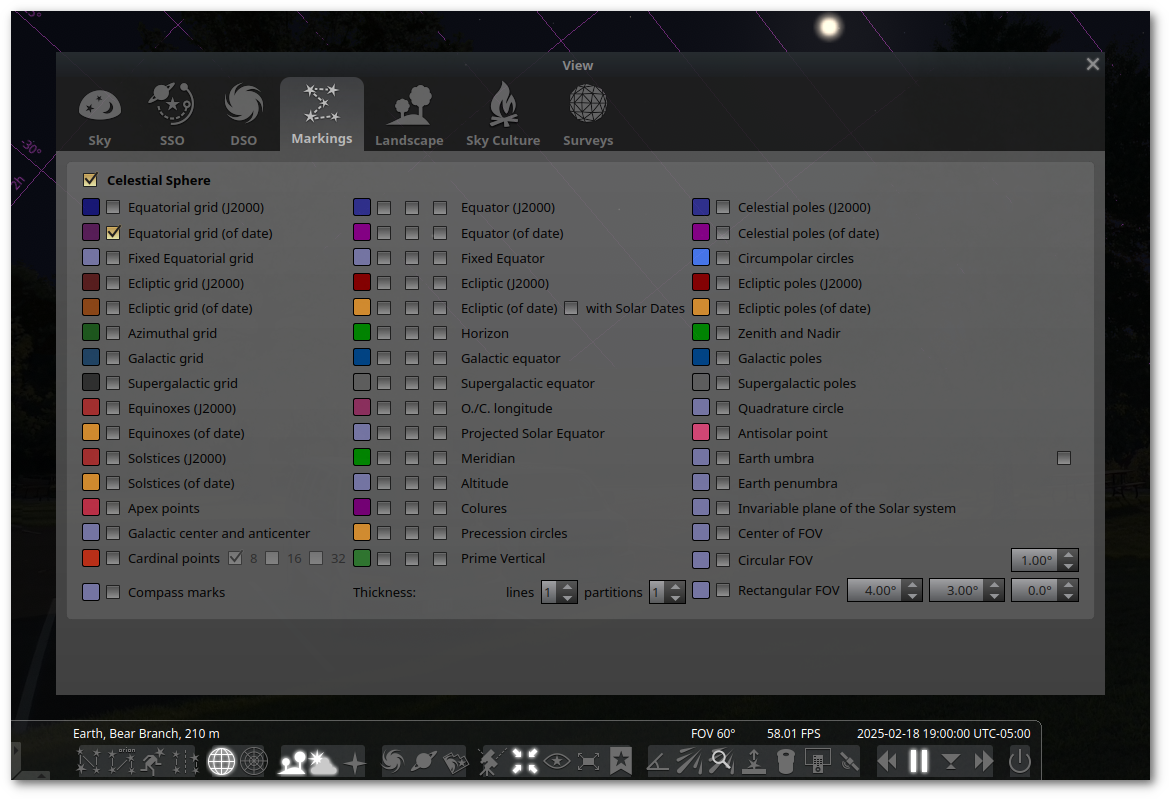 View
Sky SSO DSO Markings Landscape Sky Culture Surveys
-30°
2h
Celestial Sphere
Equatorial grid (J2000) Equator (J2000) Celestial poles (J2000)
Equatorial grid (of date) Equator (of date) Celestial poles (of date)
Fixed Equatorial grid Fixed Equator Circumpolar circles
Ecliptic grid (J2000) Ecliptic (J2000) Ecliptic poles (J2000)
Ecliptic grid (of date) Ecliptic (of date) with Solar Dates Ecliptic poles (of date)
Azimuthal grid Horizon Zenith and Nadir
Galactic grid Galactic equator Galactic poles
Supergalactic grid Supergalactic equator Supergalactic poles
Equinoxes (J2000) O./C. longitude Quadrature circle
Equinoxes (of date) Projected Solar Equator Antisolar point
Solstices (J2000) Meridian Earth umbra
Solstices (of date) Altitude Earth penumbra
Apex points Colures Invariable plane of the Solar system
Galactic center and anticenter Precession circles Center of FOV
Cardinal points 8 16 32 Prime Vertical Circular FOV 1.00°
Compass marks Thickness: lines 1 partitions 1 Rectangular FOV 4.00° 3.00° 0.0°
Earth, Bear Branch, 210 m FOV 60° 58.01 FPS 2025-02-18 19:00:00 UTC-05:00
orion